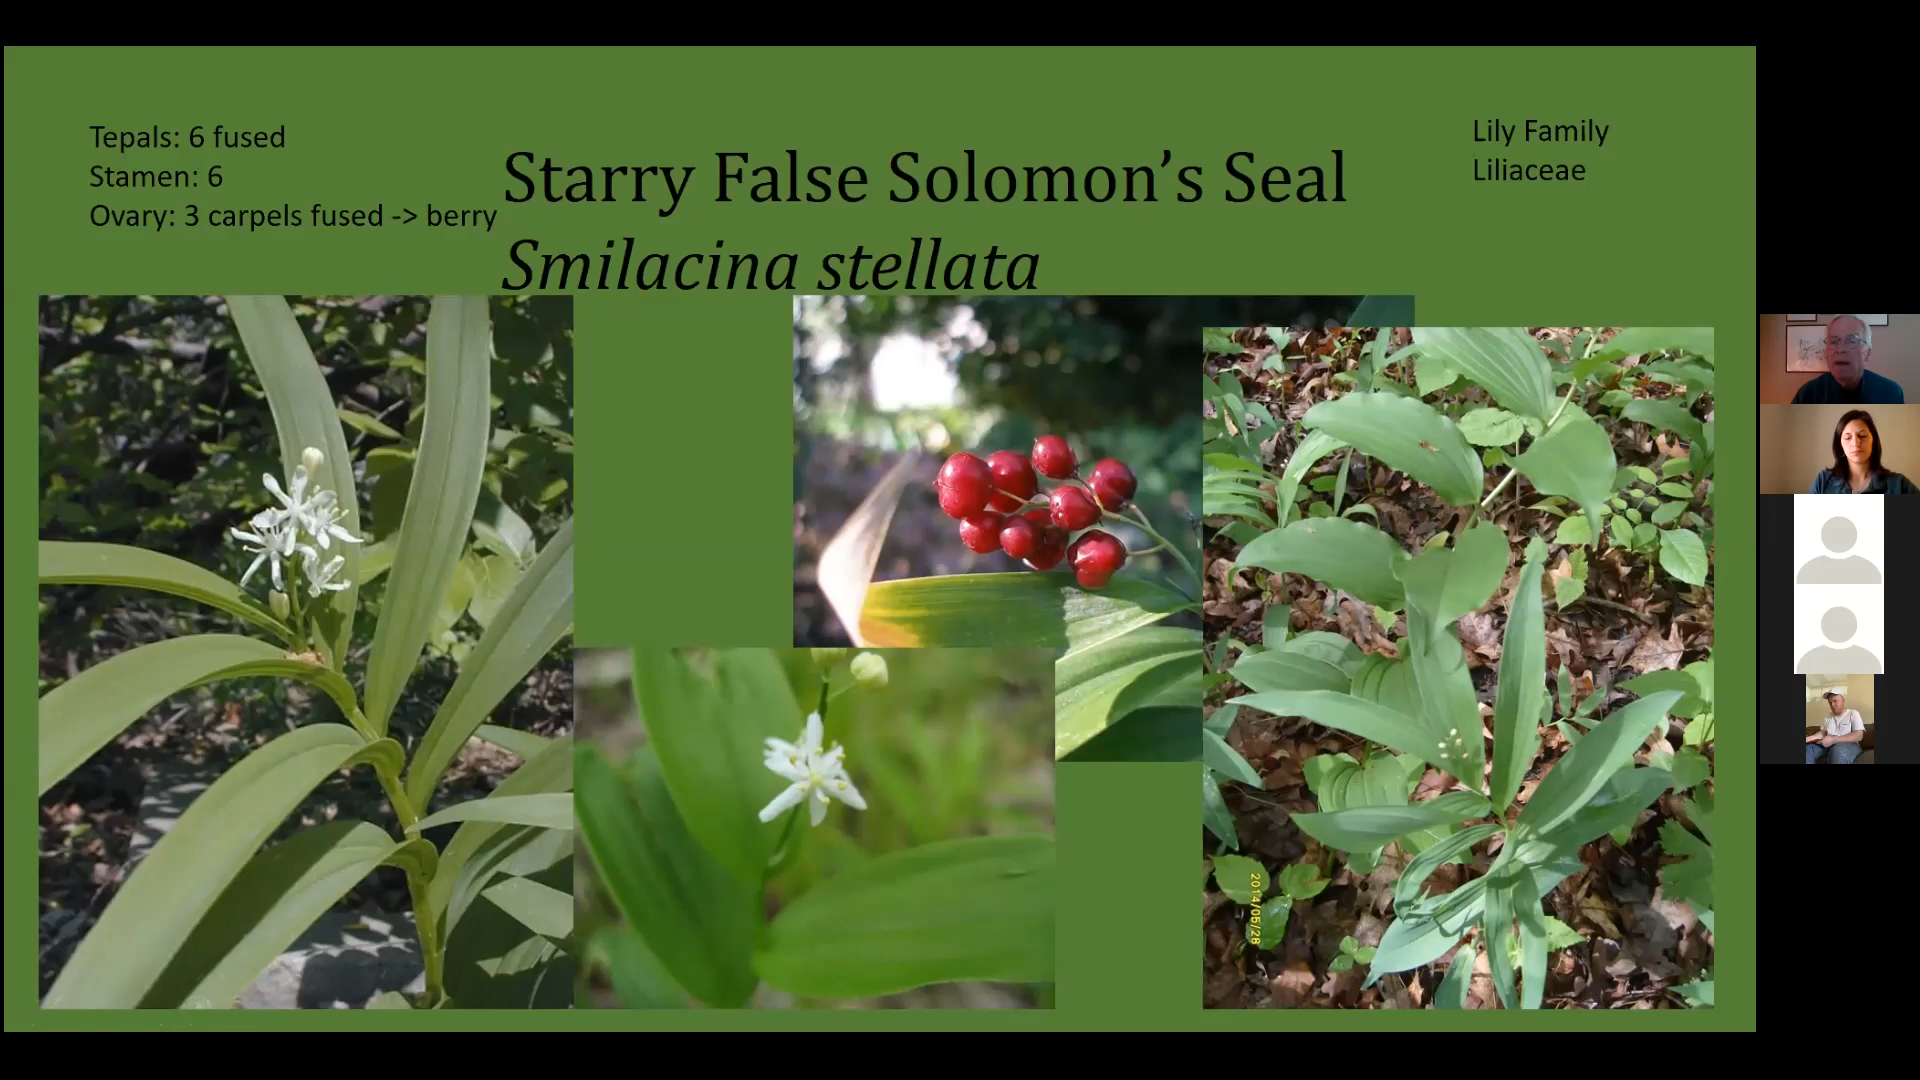 Tepals: 6 fused
Stamen: 6
Ovary: 3 carpels fused -> berry
Starry False Solomon’s Seal
Smilacina stellata
Lily Family
Liliaceae
2014/05/28